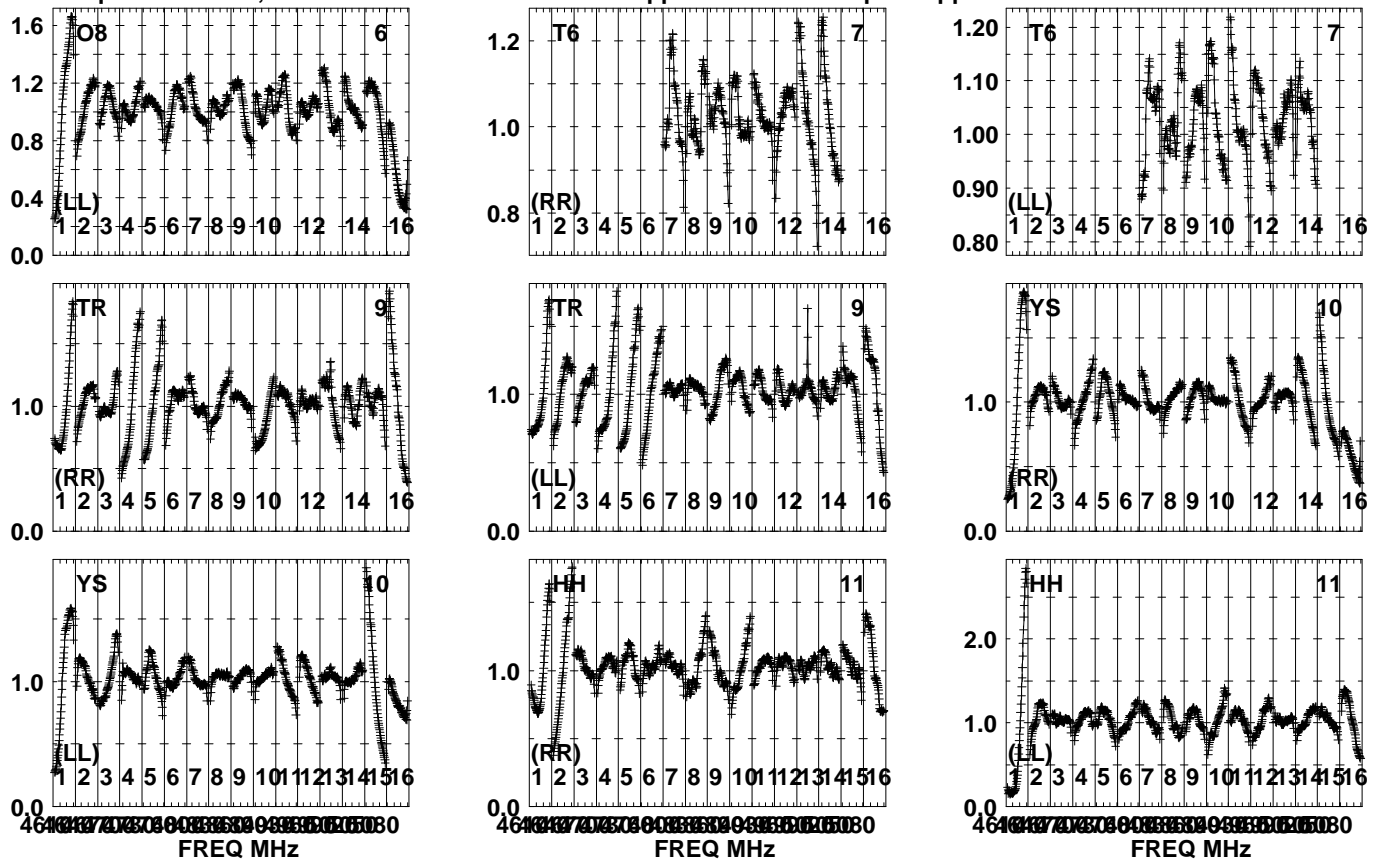 1.6
1.2
0.8
0.4
0.0
O8
6
(LL)
1 2 3 4 5 6 7 8 9 10 12 14 16
1.2
1.0
0.8
T6
7
(RR)
1 2 3 4 5 6 7 8 9 10 12 14 16
1.20
1.10
1.00
0.90
0.80
T6
7
(LL)
1 2 3 4 5 6 7 8 9 10 12 14 16
1.0
0.0
TR
9
(RR)
1 2 3 4 5 6 7 8 9 10 12 14 16
1.0
0.0
TR
9
(LL)
1 2 3 4 5 6 7 8 9 10 12 14 16
1.0
0.0
YS
10
(RR)
1 2 3 4 5 6 7 8 9 10 12 14 16
1.0
0.0
YS
10
(LL)
1 2 3 4 5 6 7 8 9 10 11 12 13 14 15 16
FREQ MHz
1.0
0.0
HH
11
(RR)
1 2 3 4 5 6 7 8 9 10 11 12 13 14 15 16
FREQ MHz
2.0
1.0
0.0
HH
11
(LL)
1 2 3 4 5 6 7 8 9 10 11 12 13 14 15 16
FREQ MHz